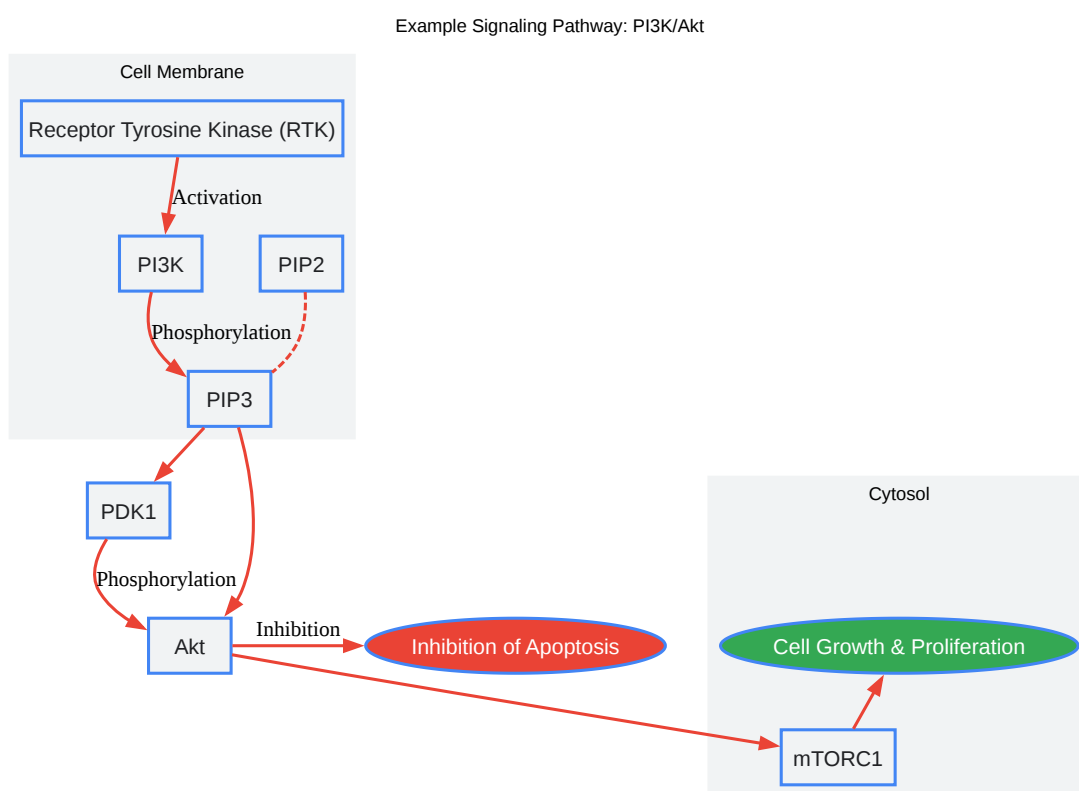 Example Signaling Pathway: PI3K/Akt
Cell Membrane
Receptor Tyrosine Kinase (RTK)
Activation
PI3K
PIP2
Phosphorylation
PIP3
PDK1
Cytosol
Phosphorylation
Akt
Inhibition
Inhibition of Apoptosis
Cell Growth & Proliferation
mTORC1